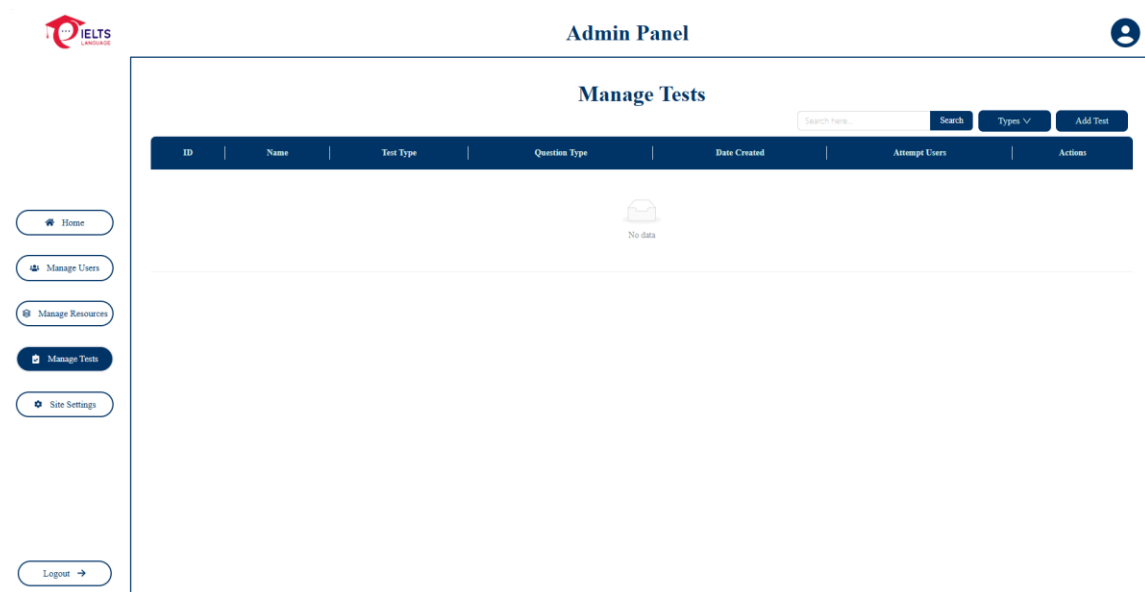 IELTS
LANGUAGE
Admin Panel
Manage Tests
Search here...
Search
Types
Add Test
ID Name Test Type Question Type Date Created Attempt Users Actions
No data
Home
Manage Users
Manage Resources
Manage Tests
Site Settings
Logout →